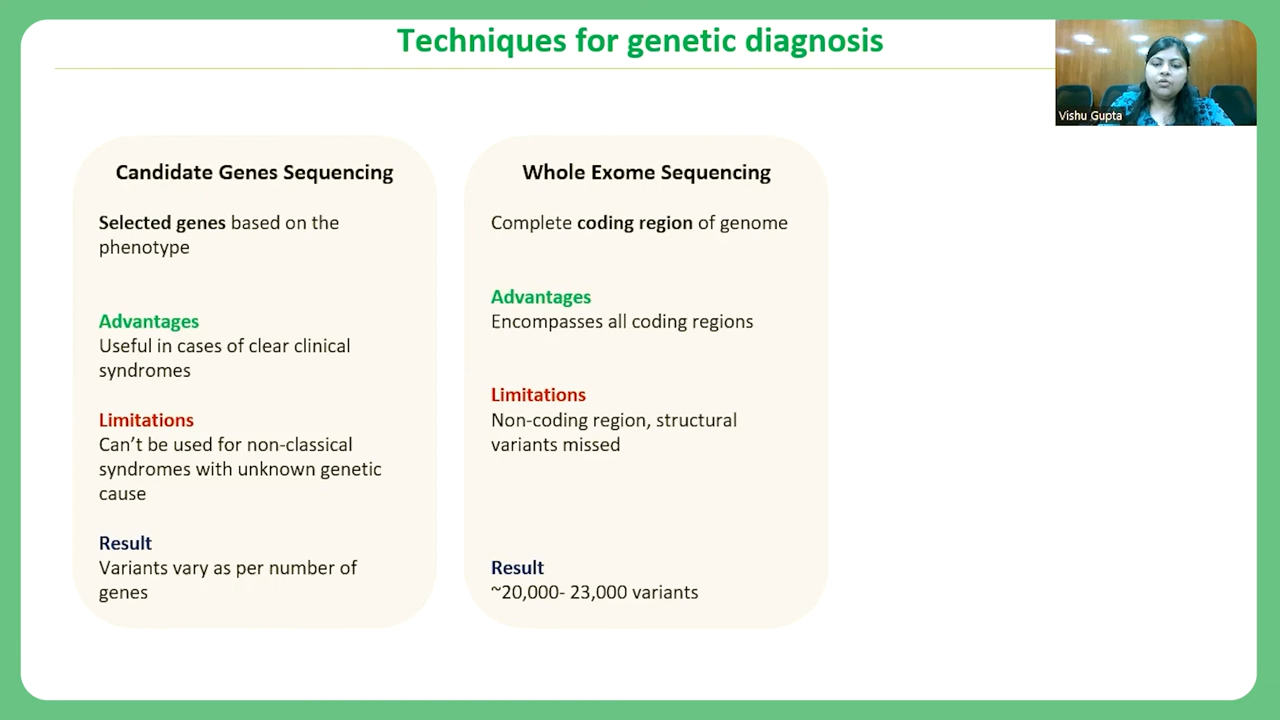 Techniques for genetic diagnosis
Vishu Gupta
Candidate Genes Sequencing
Selected genes based on the
phenotype
Advantages
Useful in cases of clear clinical
syndromes
Limitations
Can’t be used for non-classical
syndromes with unknown genetic
cause
Result
Variants vary as per number of
genes
Whole Exome Sequencing
Complete coding region of genome
Advantages
Encompasses all coding regions
Limitations
Non-coding region, structural
variants missed
Result
~20,000- 23,000 variants